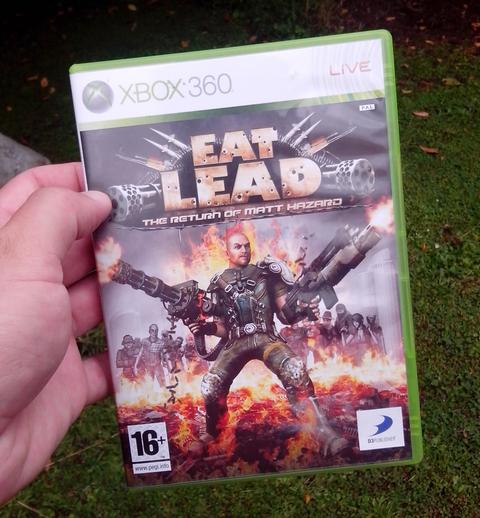 XBOX 360
LIVE
PAL
EAT
LEAD
THE RETURN OF MATT HAZARD
16+
www.pegi.info
D3PUBLISHER